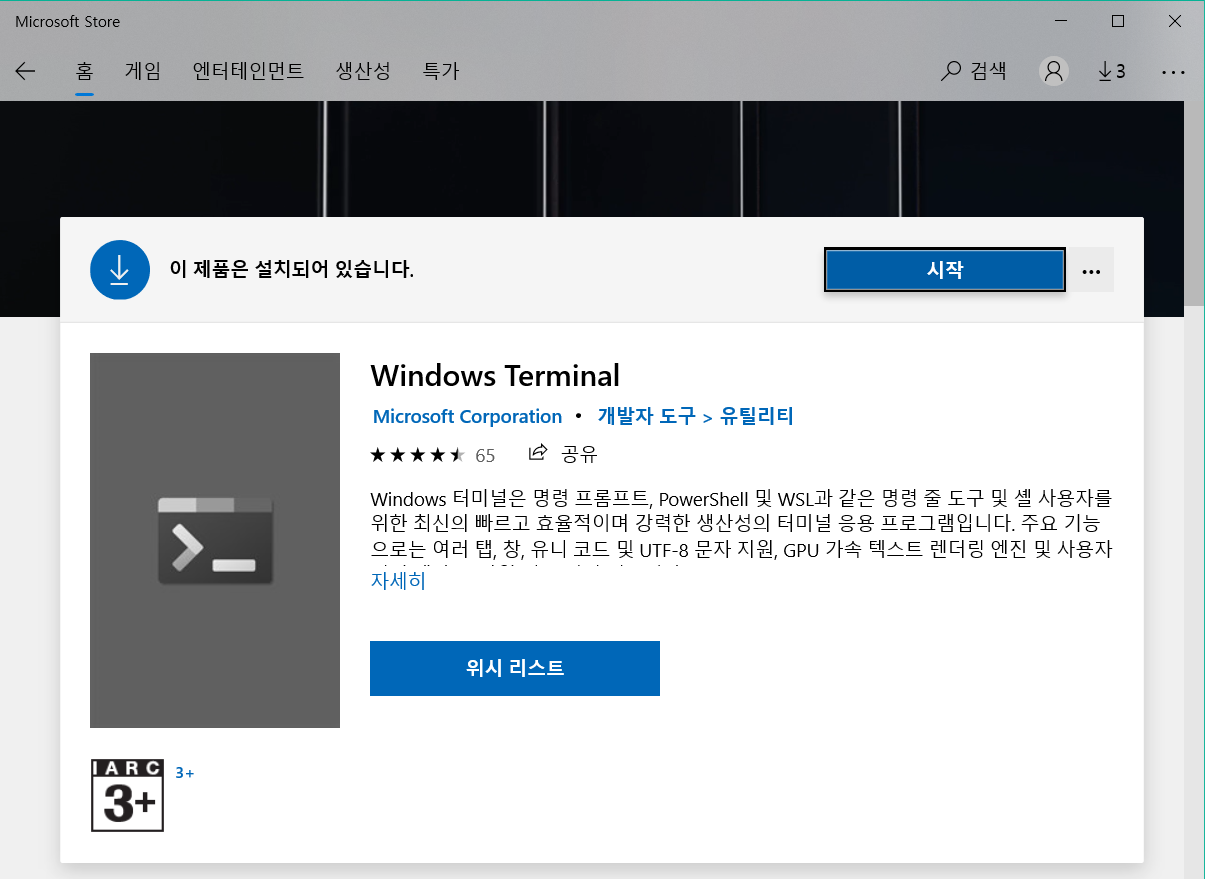 Microsoft Store
홈 게임 엔터테인먼트 생산성 특가 검색 3
이 제품은 설치되어 있습니다.
시작
Windows Terminal
Microsoft Corporation • 개발자 도구 > 유틸리티
65 공유
Windows 터미널은 명령 프롬프트, PowerShell 및 WSL과 같은 명령 줄 도구 및 셸 사용자를
위한 최신의 빠르고 효율적이며 강력한 생산성의 터미널 응용 프로그램입니다. 주요 기능
으로는 여러 탭, 창, 유니 코드 및 UTF-8 문자 지원, GPU 가속 텍스트 렌더링 엔진 및 사용자
자세히
위시 리스트
IARC
3+
3+